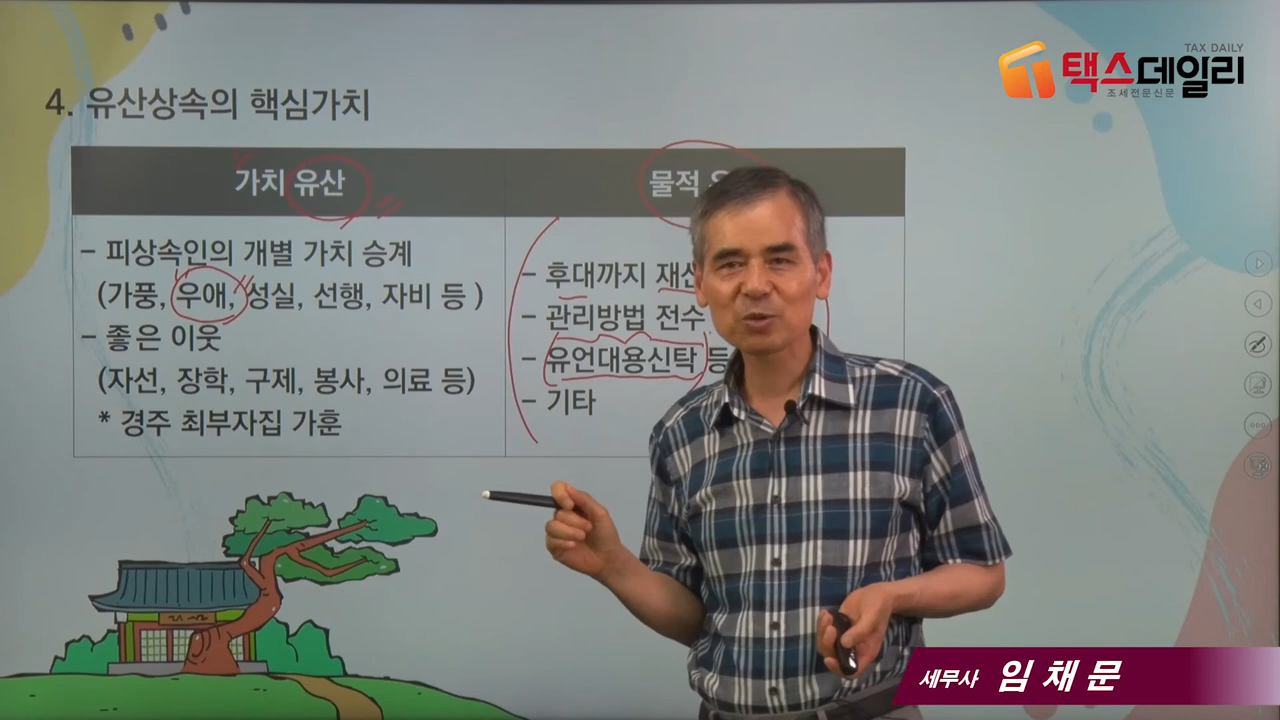 TAX DAILY
택스데일리
조세전문신문
4. 유산상속의 핵심가치
가치 유산
물적
- 피상속인의 개별 가치 승계
(가풍, 우애, 성실, 선행, 자비 등 )
- 좋은 이웃
(자선, 장학, 구제, 봉사, 의료 등)
* 경주 최부자집 가훈
- 후대까지
- 관리방법 전수
- 유언대용신탁 등
- 기타
세무사 임채문